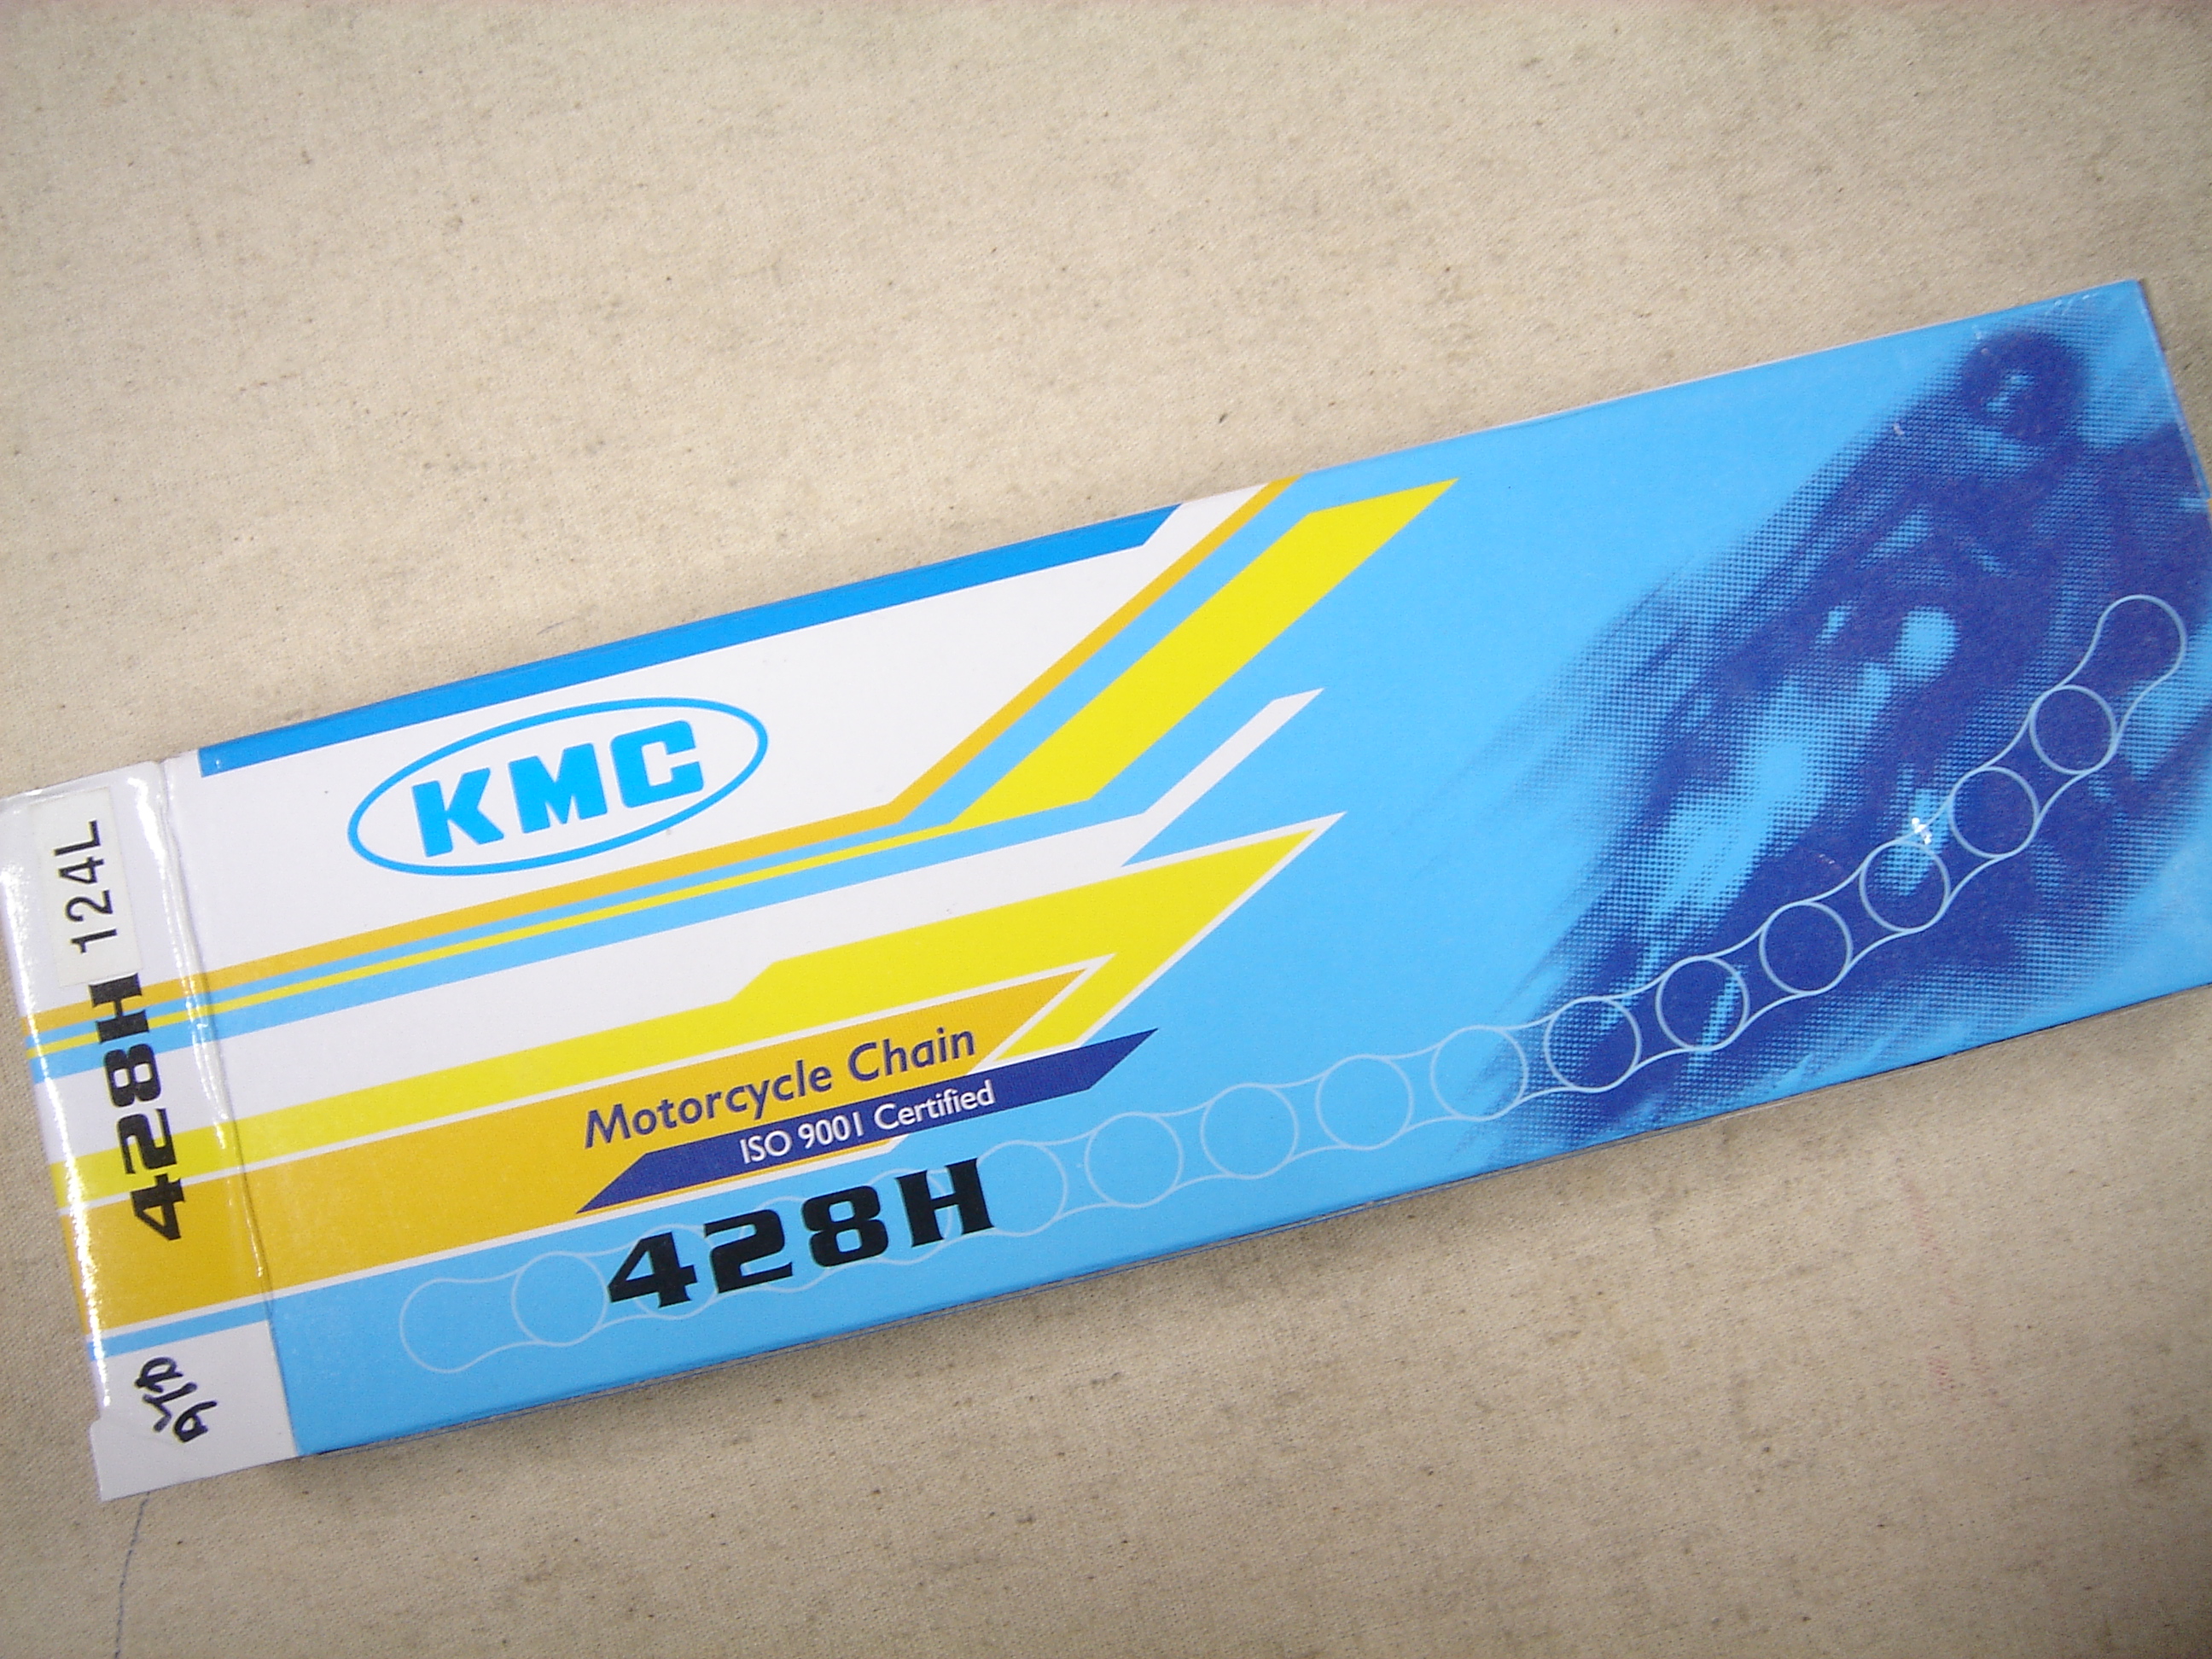 KMC
Motorcycle Chain
ISO 9001 Certified
428H
428H 124L